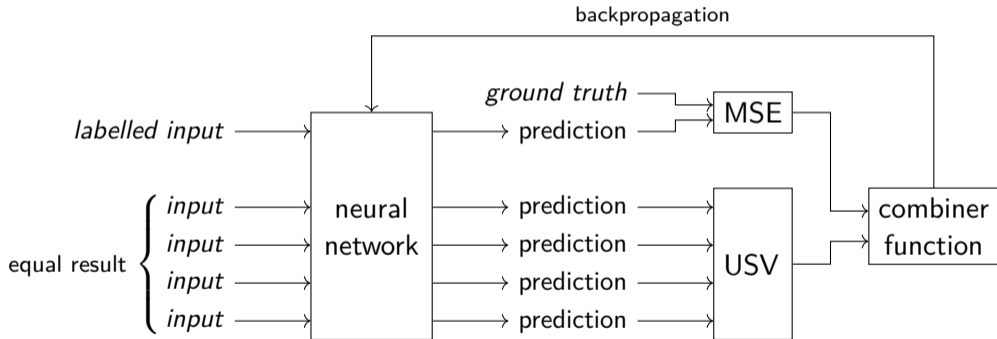 backpropagation
ground truth
MSE
labelled input
prediction
input
neural
prediction
combiner
input
network
prediction
function
equal result
USV
input
prediction
input
prediction